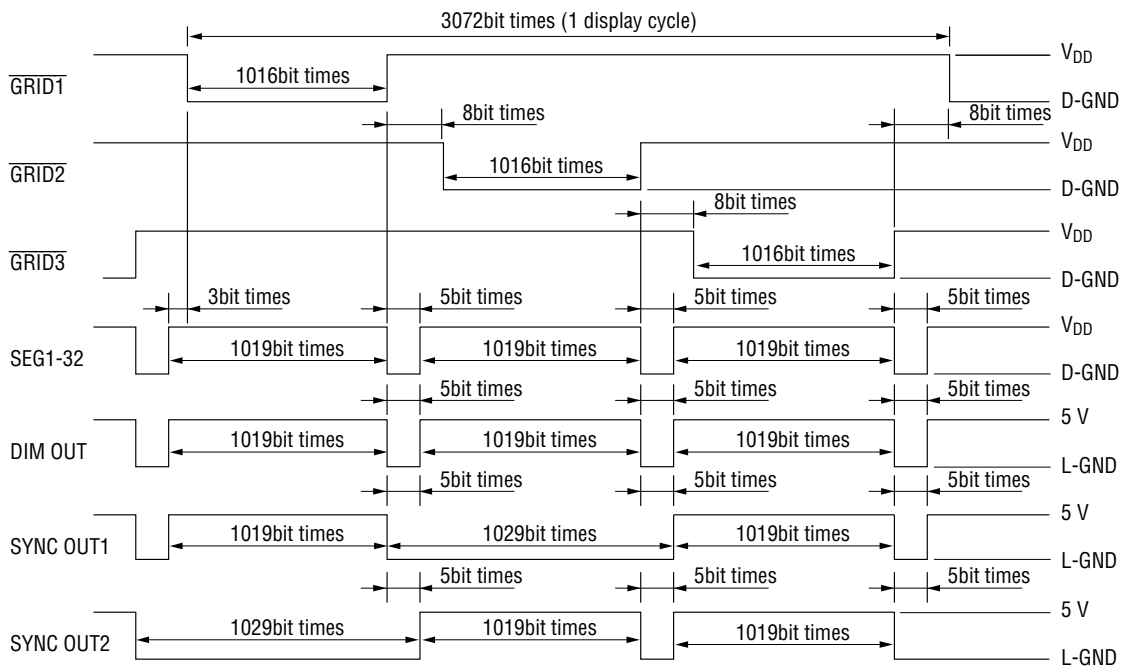 3072bit times (1 display cycle)
GRID1
1016bit times
VDD
D-GND
8bit times
8bit times
GRID2
1016bit times
VDD
D-GND
8bit times
GRID3
1016bit times
VDD
D-GND
3bit times
5bit times
5bit times
5bit times
SEG1-32
1019bit times
1019bit times
1019bit times
VDD
D-GND
5bit times
5bit times
5bit times
DIM OUT
1019bit times
1019bit times
1019bit times
5 V
L-GND
5bit times
5bit times
5bit times
SYNC OUT1
1019bit times
1029bit times
1019bit times
5 V
L-GND
5bit times
5bit times
5bit times
SYNC OUT2
1029bit times
1019bit times
1019bit times
5 V
L-GND